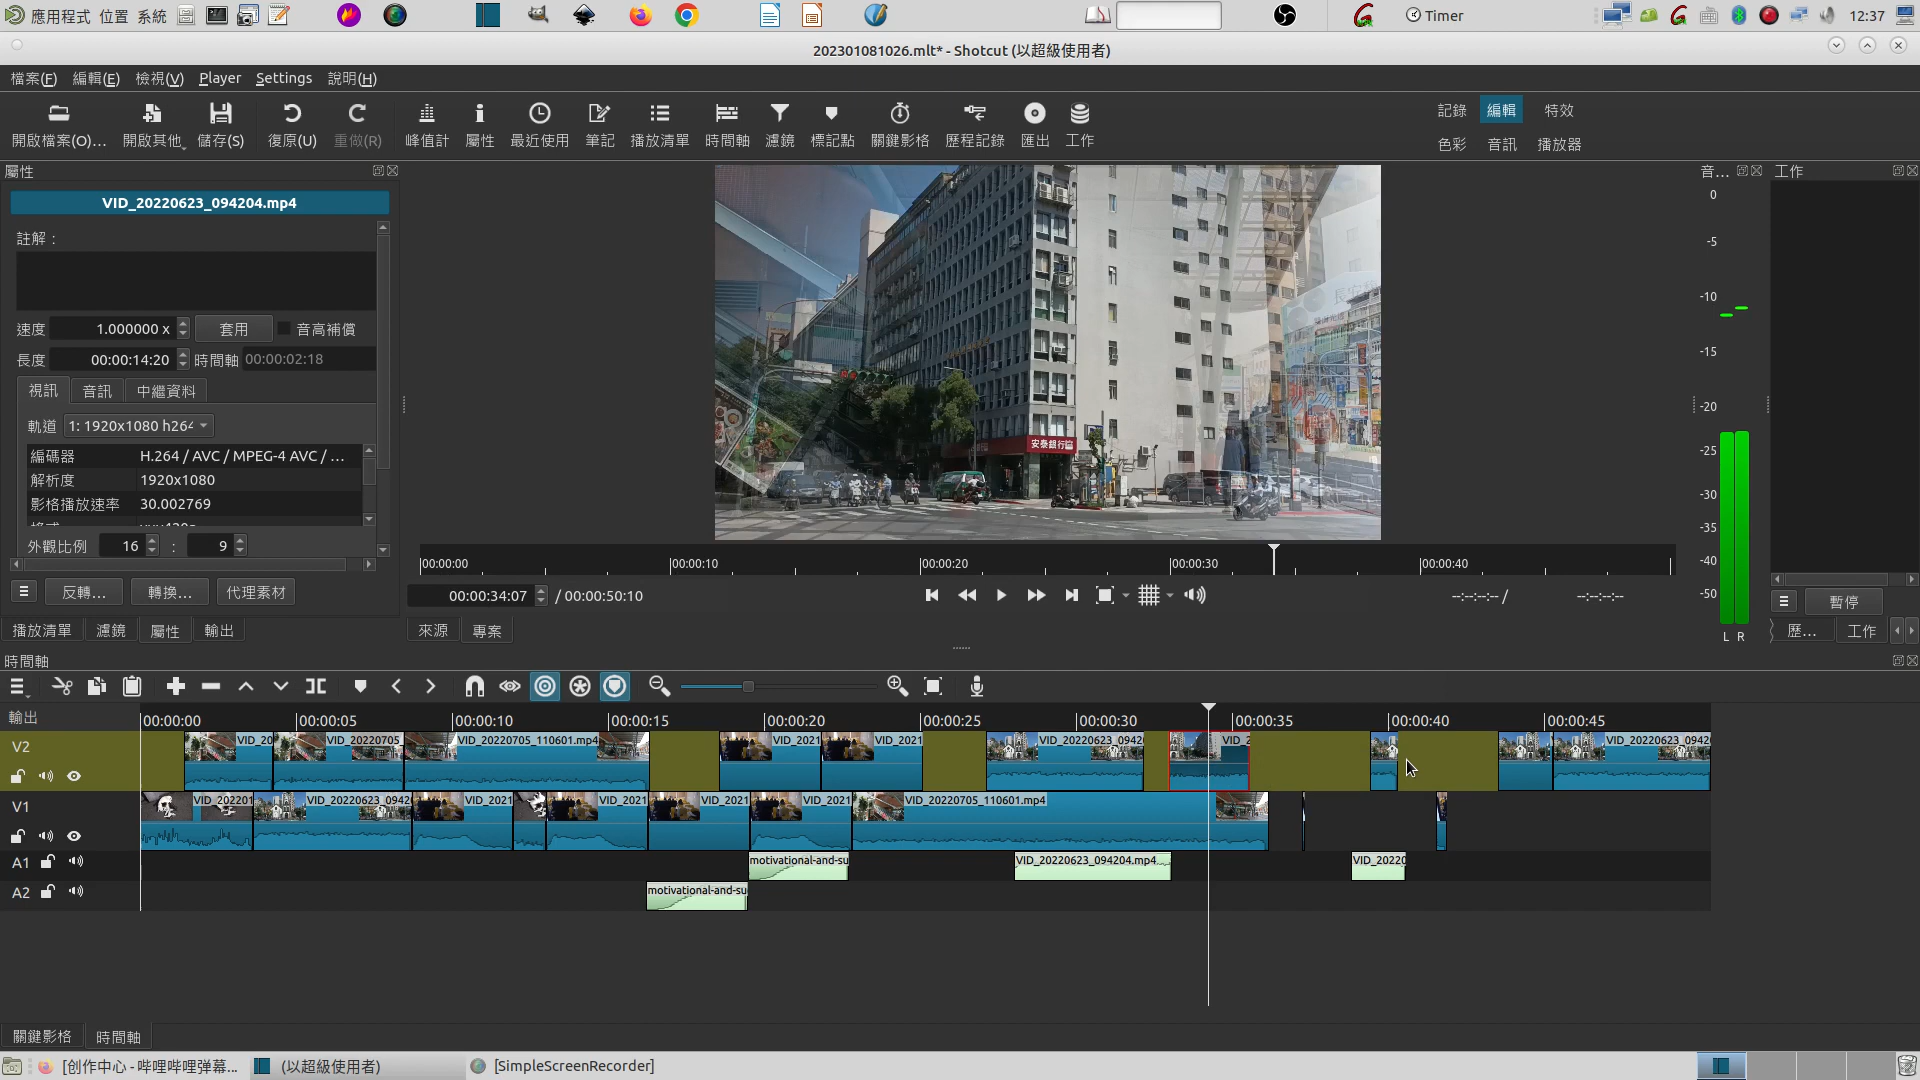 應用程式 位置 系統
Timer
12:37
202301081026.mlt* - Shotcut (以超級使用者)
檔案(F) 編輯(E) 檢視(V) Player Settings 說明(H)
開啟檔案(O)... 開啟其他 儲存(S) 復原(U) 重做(R) 峰值計 屬性 最近使用 筆記 播放清單 時間軸 濾鏡 標記點 關鍵影格 歷程記錄 匯出 工作
記錄 編輯 特效
色彩 音訊 播放器
屬性
音... 工作
VID_20220623_094204.mp4
註解：
速度 1.000000 x 套用 音高補償
長度 00:00:14:20 時間軸 00:00:02:18
視訊 音訊 中繼資料
軌道 1: 1920x1080 h264
編碼器 H.264 / AVC / MPEG-4 AVC / ...
解析度 1920x1080
影格播放速率 30.002769
外觀比例 16 : 9
反轉... 轉換... 代理素材
播放清單 濾鏡 屬性 輸出
安泰銀行
00:00:00 00:00:10 00:00:20 00:00:30 00:00:40
00:00:34:07 / 00:00:50:10
--:--:--:-- / --:--:--:--
來源 專案
0
-5
-10
-15
-20
-25
-30
-35
-40
-45
-50
L R
暫停
歷... 工作
時間軸
輸出
00:00:00 00:00:05 00:00:10 00:00:15 00:00:20 00:00:25 00:00:30 00:00:35 00:00:40 00:00:45
V2
VID_20 VID_20220705_ VID_20220705_110601.mp4 VID_2021 VID_2021 VID_20220623_0942 VID_2 VID_20220623_0942
V1
VID_202201 VID_20220623_0942 VID_2021 VID_2021 VID_2021 VID_2021 VID_20220705_110601.mp4
A1
motivational-and-su VID_20220623_094204.mp4 VID_20220
A2
motivational-and-su
關鍵影格 時間軸
[创作中心 - 哔哩哔哩弹幕... (以超級使用者) [SimpleScreenRecorder]